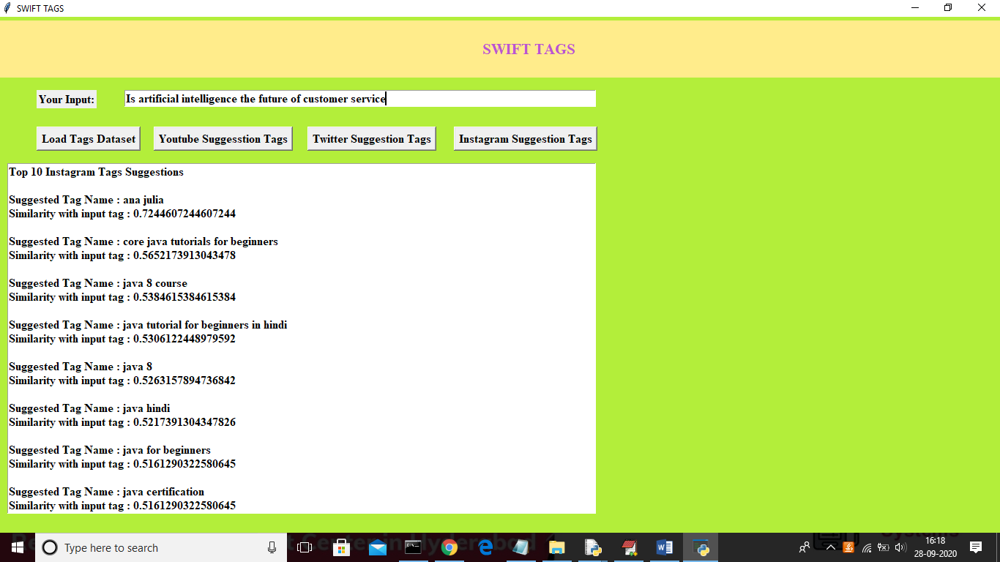 SWIFT TAGS
SWIFT TAGS
Your Input:
Is artificial intelligence the future of customer service
Load Tags Dataset
Youtube Suggesstion Tags
Twitter Suggestion Tags
Instagram Suggestion Tags
Top 10 Instagram Tags Suggestions
Suggested Tag Name : ana julia
Similarity with input tag : 0.7244607244607244
Suggested Tag Name : core java tutorials for beginners
Similarity with input tag : 0.5652173913043478
Suggested Tag Name : java 8 course
Similarity with input tag : 0.5384615384615384
Suggested Tag Name : java tutorial for beginners in hindi
Similarity with input tag : 0.5306122448979592
Suggested Tag Name : java 8
Similarity with input tag : 0.5263157894736842
Suggested Tag Name : java hindi
Similarity with input tag : 0.5217391304347826
Suggested Tag Name : java for beginners
Similarity with input tag : 0.5161290322580645
Suggested Tag Name : java certification
Similarity with input tag : 0.5161290322580645
Type here to search
16:18
28-09-2020